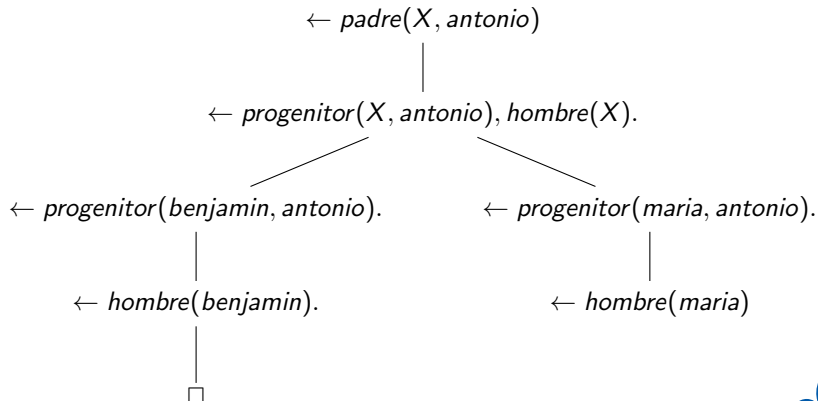 ← padre(X, antonio)
← progenitor(X, antonio), hombre(X).
← progenitor(benjamin, antonio). ← progenitor(maria, antonio).
← hombre(benjamin). ← hombre(maria)
□